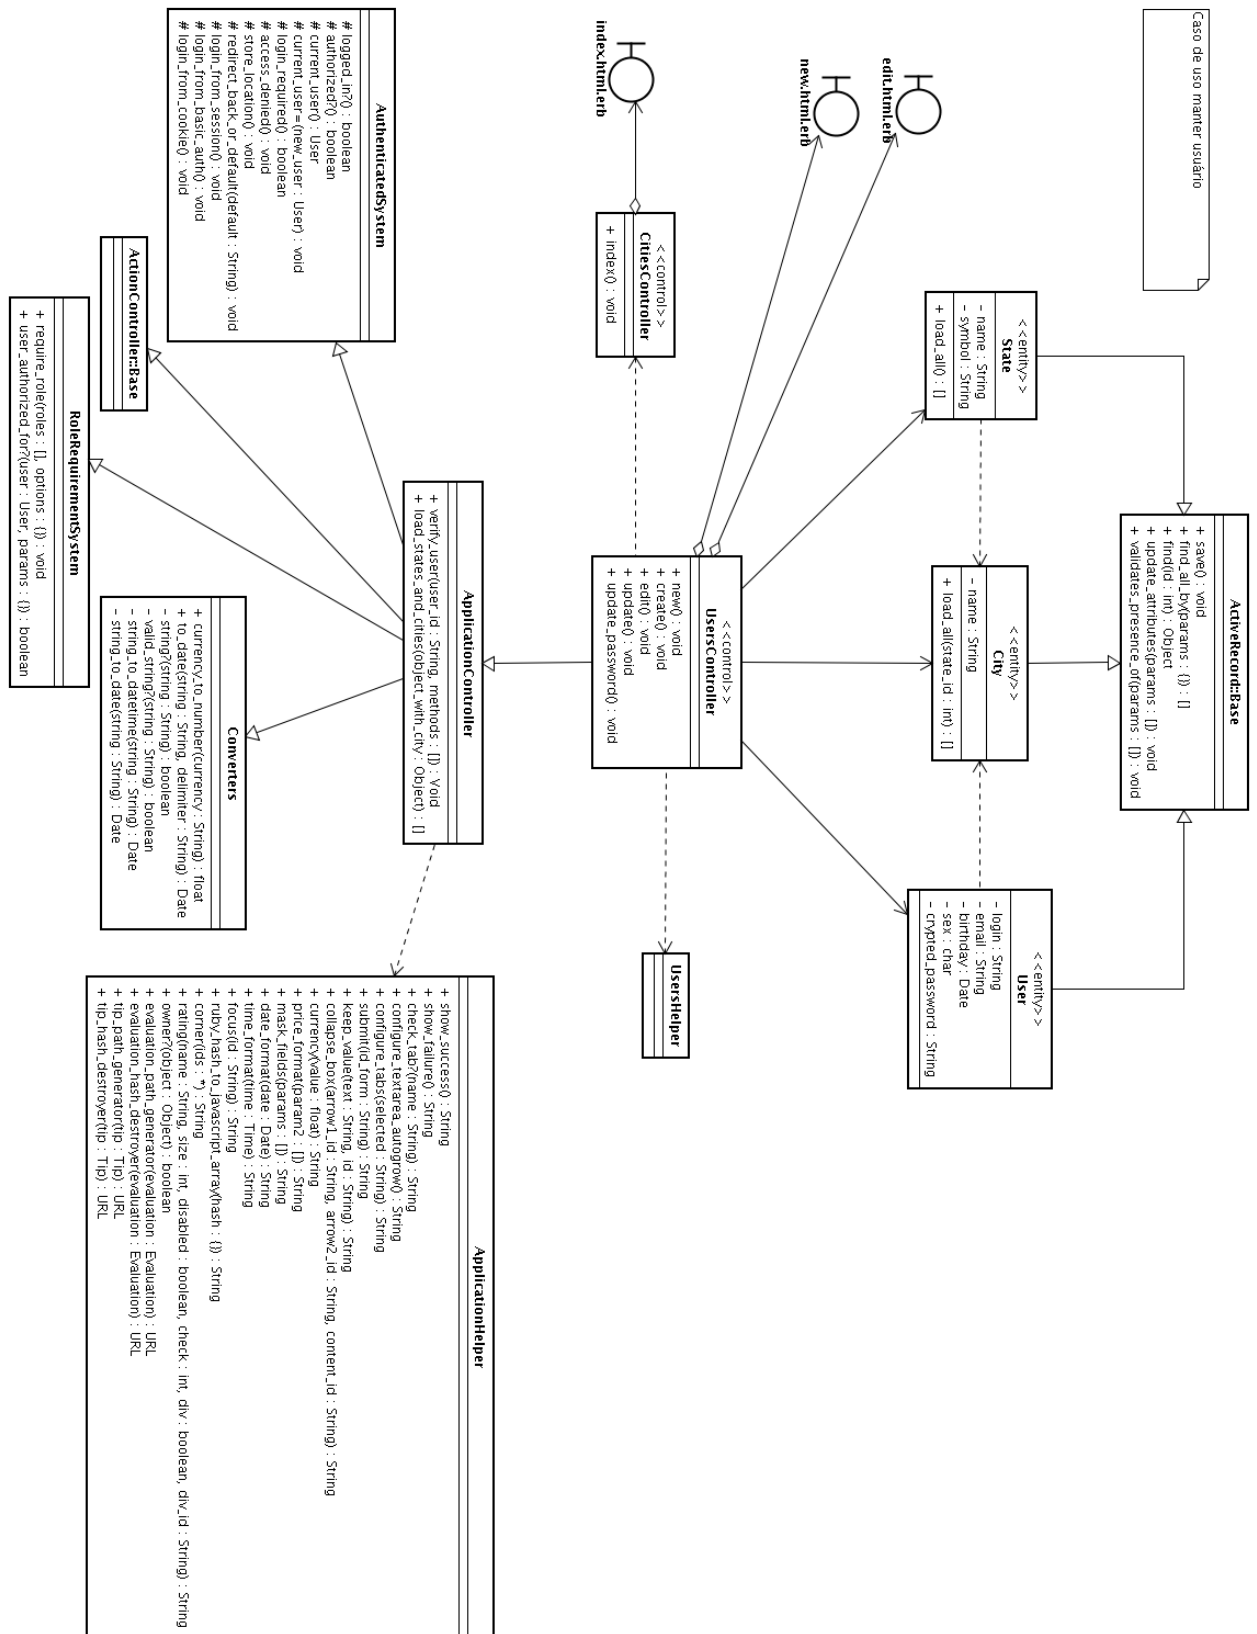 Caso de uso manter usuário
edit.html.erb
new.html.erb
index.html.erb
ActiveRecord::Base
+ save() : void
+ find_all_by(params : {}) : []
+ find(id : int) : Object
+ update_attributes(params : []) : void
+ validates_presence_of(params : []) : void
<<entity>>
State
- name : String
- symbol : String
+ load_all() : []
<<entity>>
City
- name : String
+ load_all(state_id : int) : []
<<entity>>
User
- login : String
- email : String
- birthday : Date
- sex : char
- crypted_password : String
<<control>>
CitiesController
+ index() : void
<<control>>
UsersController
+ new() : void
+ create() : void
+ edit() : void
+ update() : void
+ update_password() : void
UsersHelper
ApplicationController
+ verify_user(user_id : String, methods : []) : Void
+ load_states_and_cities(object_with_city : Object) : []
AuthenticatedSystem
# logged_in?() : boolean
# authorized?() : boolean
# current_user() : User
# current_user=(new_user : User) : void
# login_required() : boolean
# access_denied() : void
# store_location() : void
# redirect_back_or_default(default : String) : void
# login_from_session() : void
# login_from_basic_auth() : void
# login_from_cookie() : void
ActionController::Base
RoleRequirementSystem
+ require_role(roles : [], options : {}) : void
+ user_authorized_for?(user : User, params : {}) : boolean
Converters
+ currency_to_number(currency : String) : float
+ to_date(string : String, delimiter : String) : Date
- string?(string : String) : boolean
- valid_string?(string : String) : boolean
- string_to_datetime(string : String) : Date
- string_to_date(string : String) : Date
ApplicationHelper
+ show_success() : String
+ show_failure() : String
+ check_tab?(name : String) : String
+ configure_textarea_autogrow() : String
+ configure_tabs(selected : String) : String
+ submit(id_form : String) : String
+ keep_value(text : String, id : String) : String
+ collapse_box(arrow1_id : String, arrow2_id : String, content_id : String) : String
+ currency(value : float) : String
+ price_format(param2 : []) : String
+ mask_fields(params : []) : String
+ date_format(date : Date) : String
+ time_format(time : Time) : String
+ focus(id : String) : String
+ ruby_hash_to_javascript_array(hash : {}) : String
+ corner(ids : *) : String
+ rating(name : String, size : int, disabled : boolean, check : int, div : boolean, div_id : String) : String
+ owner?(object : Object) : boolean
+ evaluation_path_generator(evaluation : Evaluation) : URL
+ evaluation_hash_destroyer(evaluation : Evaluation) : URL
+ tip_path_generator(tip : Tip) : URL
+ tip_hash_destroyer(tip : Tip) : URL